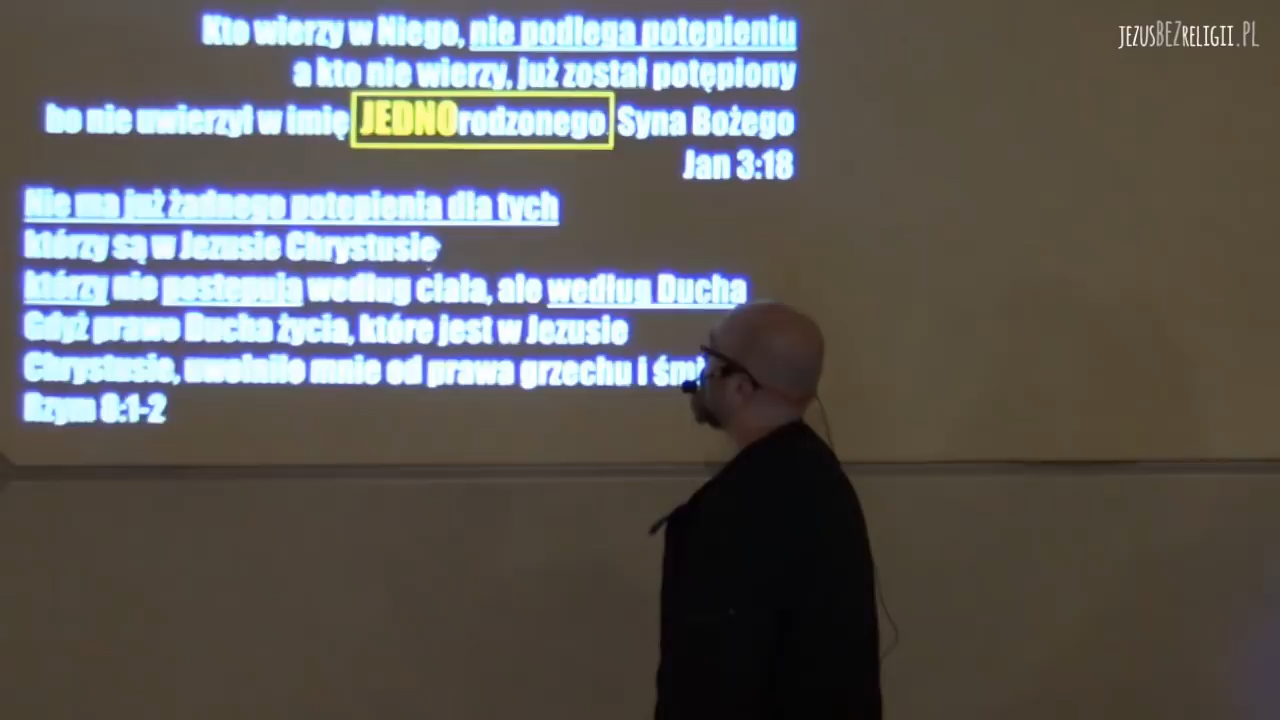 Kto wierzy w Niego, nie podlega potępieniu
a kto nie wierzy, już został potępiony
bo nie uwierzył w imię JEDNOrodzonego Syna Bożego
Jan 3:18
Nie ma już żadnego potępienia dla tych
którzy są w Jezusie Chrystusie
którzy nie postępują według ciała, ale według Ducha
Gdyż prawo Ducha życia, które jest w Jezusie
Chrystusie, uwolniło mnie od prawa grzechu i śmi
Rzym 8:1-2
JEZUSBEZRELIGII.PL